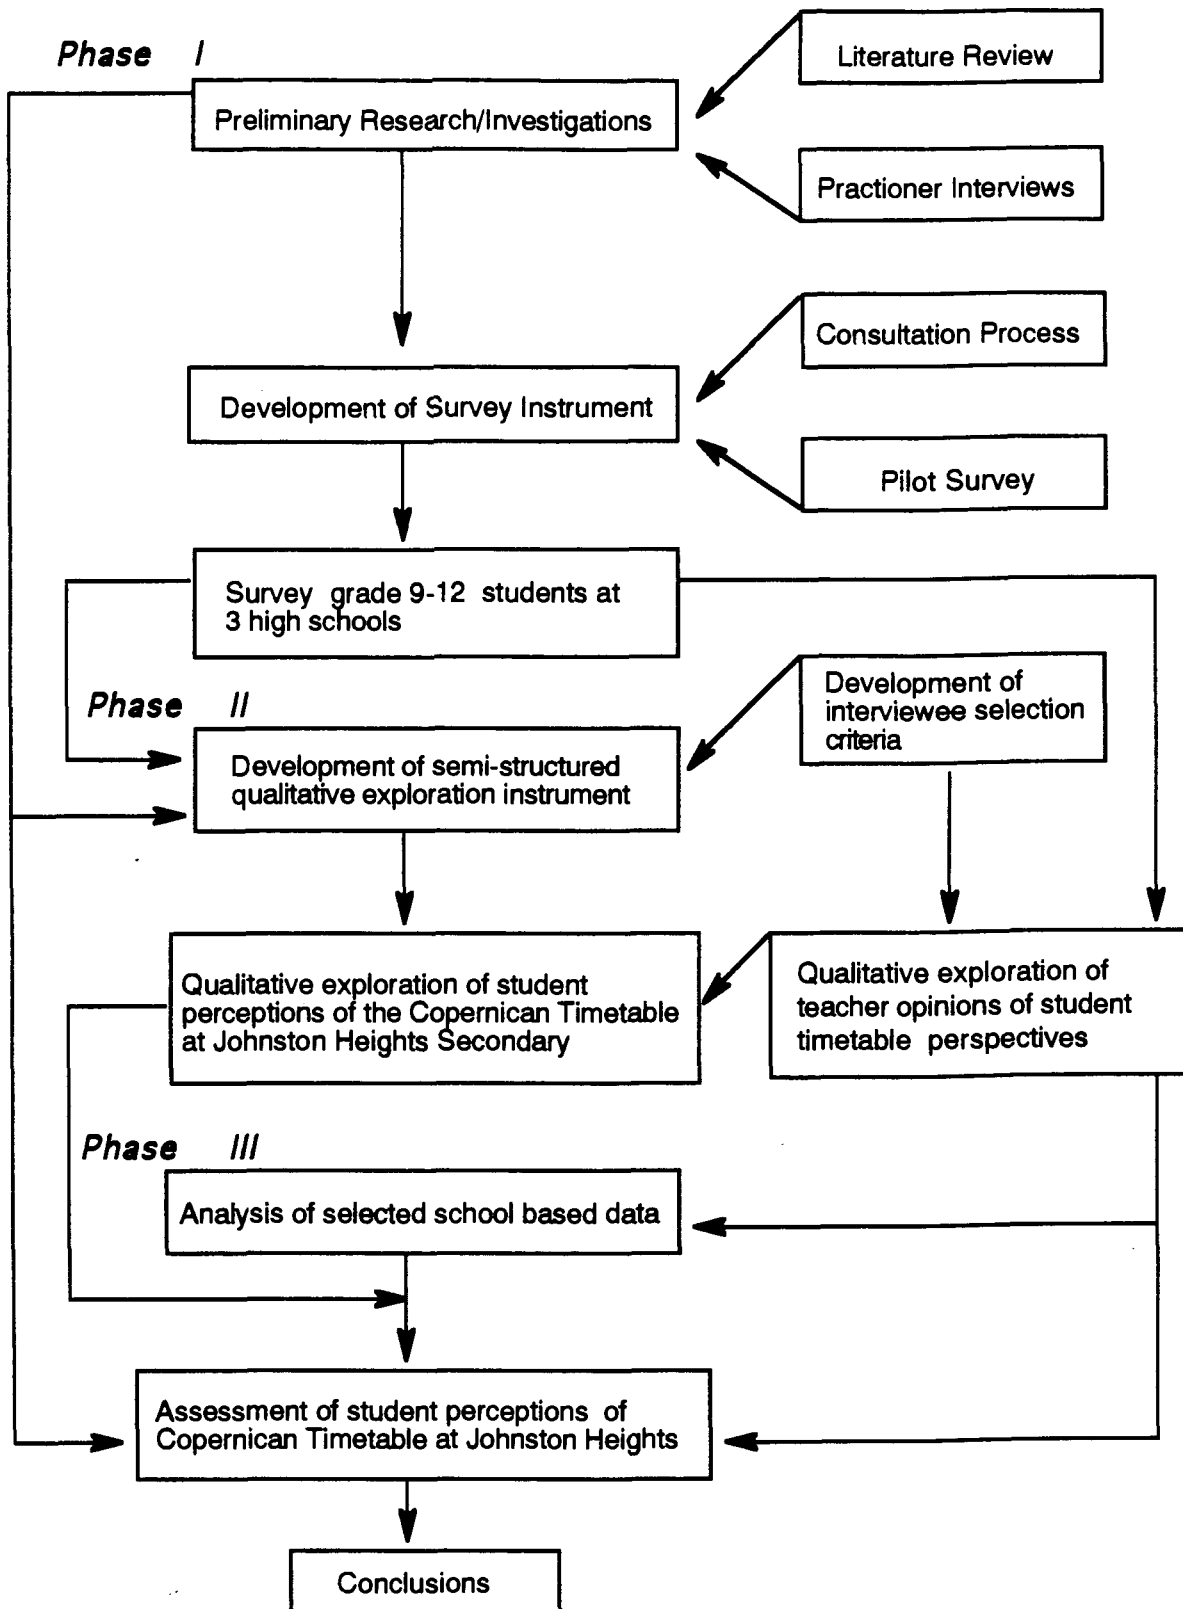 Phase I
Literature Review
Preliminary Research/Investigations
Practioner Interviews
Consultation Process
Development of Survey Instrument
Pilot Survey
Survey grade 9-12 students at
3 high schools
Phase II
Development of
interviewee selection
criteria
Development of semi-structured
qualitative exploration instrument
Qualitative exploration of student
perceptions of the Copernican Timetable
at Johnston Heights Secondary
Qualitative exploration of
teacher opinions of student
timetable perspectives
Phase III
Analysis of selected school based data
Assessment of student perceptions of
Copernican Timetable at Johnston Heights
Conclusions